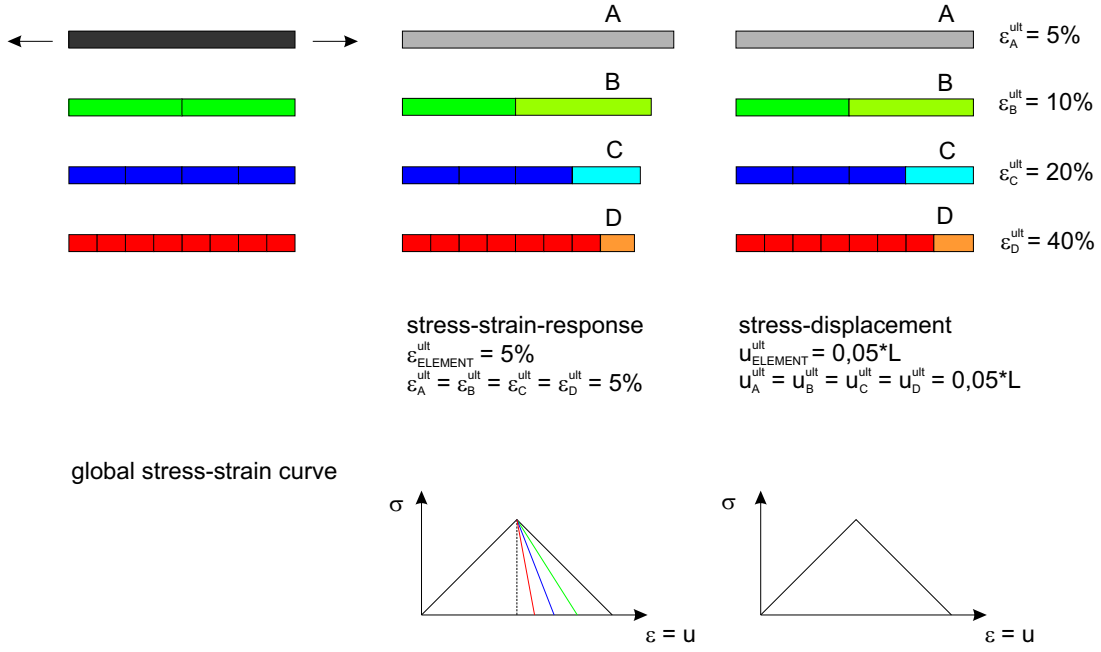 A A
ε_A^ult = 5%
B B
ε_B^ult = 10%
C C
ε_C^ult = 20%
D D
ε_D^ult = 40%
stress-strain-response
ε_ELEMENT^ult = 5%
ε_A^ult = ε_B^ult = ε_C^ult = ε_D^ult = 5%
stress-displacement
u_ELEMENT^ult = 0,05*L
u_A^ult = u_B^ult = u_C^ult = u_D^ult = 0,05*L
global stress-strain curve
σ
ε = u
σ
ε = u